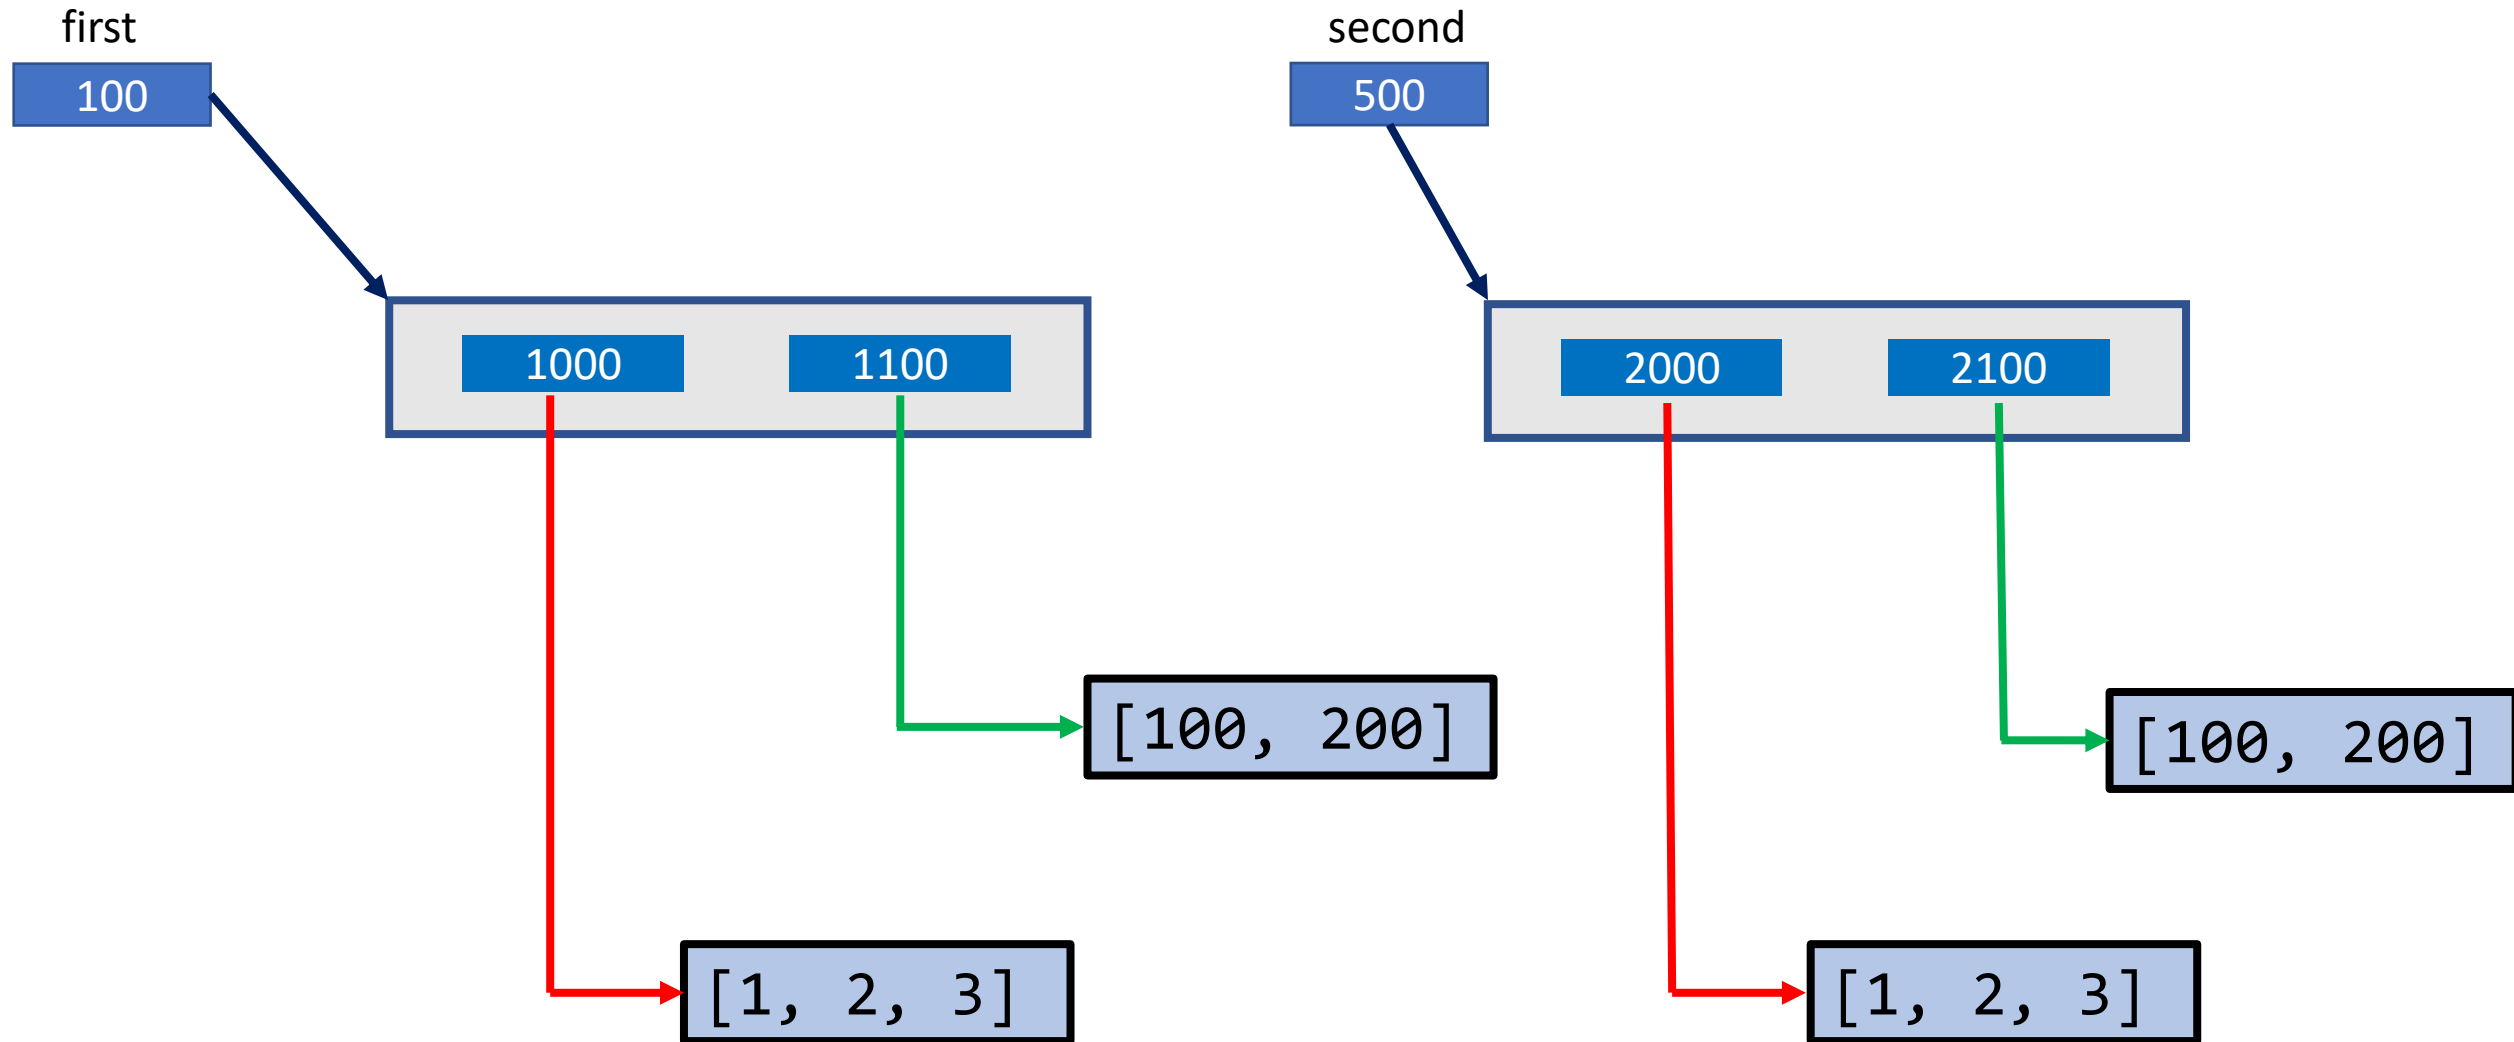 first
second
100
500
1000
1100
2000
2100
[100, 200]
[100, 200]
[1, 2, 3]
[1, 2, 3]